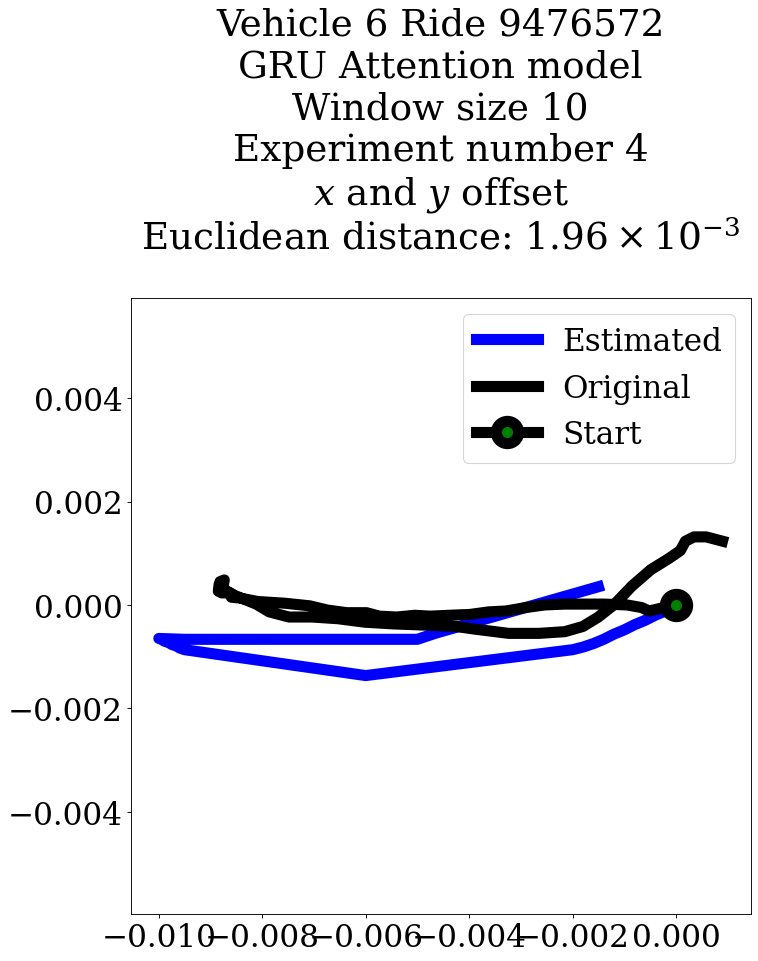 Vehicle 6 Ride 9476572
GRU Attention model
Window size 10
Experiment number 4
x and y offset
Euclidean distance: 1.96 × 10⁻³
Estimated
Original
Start
0.004
0.002
0.000
−0.002
−0.004
−0.010 −0.008 −0.006 −0.004 −0.002 0.000